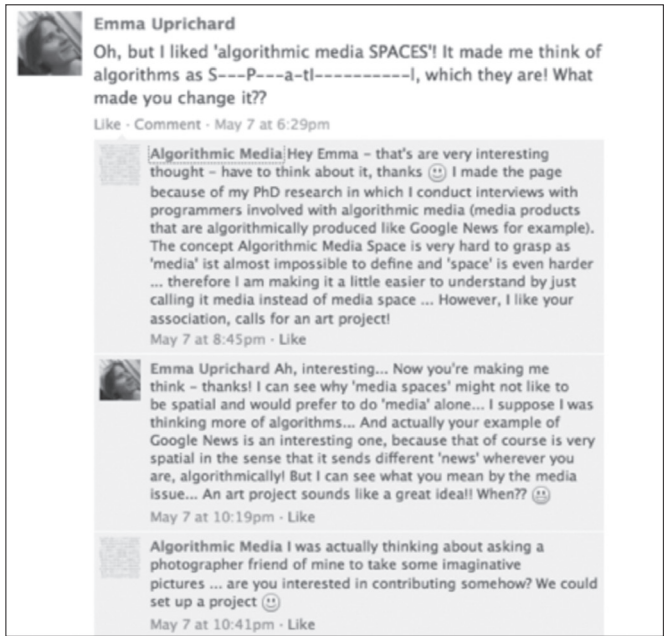 Emma Uprichard
Oh, but I liked 'algorithmic media SPACES'! It made me think of
algorithms as S---P---a-tI----------I, which they are! What
made you change it??
Like · Comment · May 7 at 6:29pm
Algorithmic Media Hey Emma – that's are very interesting
thought – have to think about it, thanks I made the page
because of my PhD research in which I conduct interviews with
programmers involved with algorithmic media (media products
that are algorithmically produced like Google News for example).
The concept Algorithmic Media Space is very hard to grasp as
'media' ist almost impossible to define and 'space' is even harder
... therefore I am making it a little easier to understand by just
calling it media instead of media space ... However, I like your
association, calls for an art project!
May 7 at 8:45pm · Like
Emma Uprichard Ah, interesting... Now you're making me
think – thanks! I can see why 'media spaces' might not like to
be spatial and would prefer to do 'media' alone... I suppose I was
thinking more of algorithms... And actually your example of
Google News is an interesting one, because that of course is very
spatial in the sense that it sends different 'news' wherever you
are, algorithmically! But I can see what you mean by the media
issue... An art project sounds like a great idea!! When??
May 7 at 10:19pm · Like
Algorithmic Media I was actually thinking about asking a
photographer friend of mine to take some imaginative
pictures ... are you interested in contributing somehow? We could
set up a project
May 7 at 10:41pm · Like